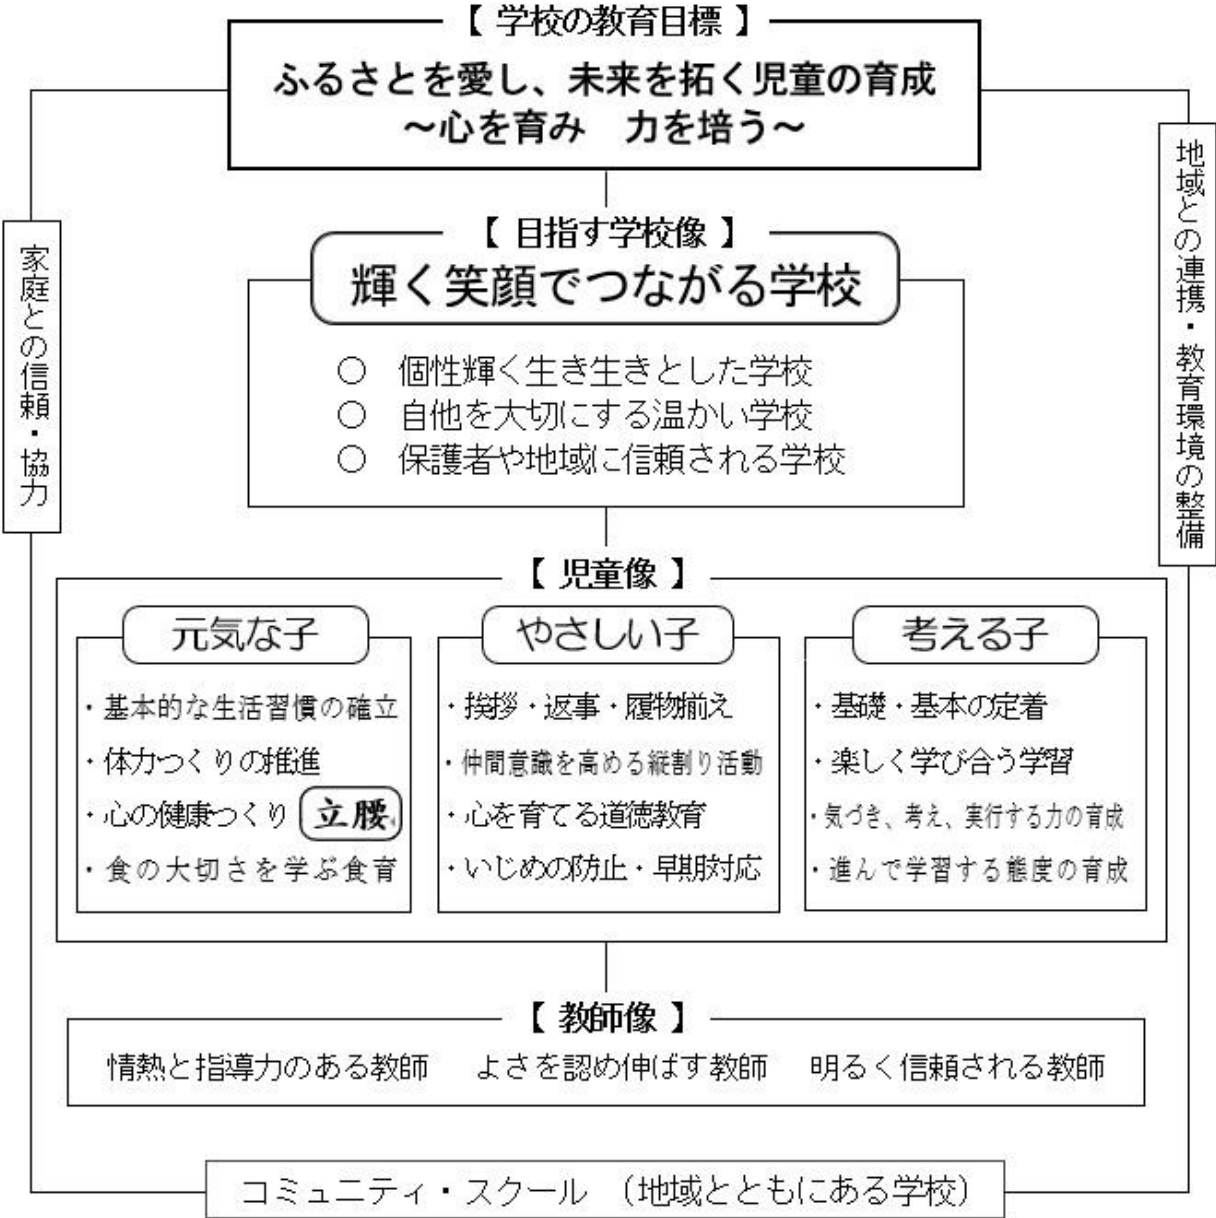 【 学校の教育目標 】
ふるさとを愛し、未来を拓く児童の育成
～心を育み　力を培う～
家庭との信頼・協力
地域との連携・教育環境の整備
【 目指す学校像 】
輝く笑顔でつながる学校
○　個性輝く生き生きとした学校
○　自他を大切にする温かい学校
○　保護者や地域に信頼される学校
【 児童像 】
元気な子
・基本的な生活習慣の確立
・体力つくりの推進
・心の健康つくり 立腰
・食の大切さを学ぶ食育
やさしい子
・挨拶・返事・履物揃え
・仲間意識を高める縦割り活動
・心を育てる道徳教育
・いじめの防止・早期対応
考える子
・基礎・基本の定着
・楽しく学び合う学習
・気づき、考え、実行する力の育成
・進んで学習する態度の育成
【 教師像 】
情熱と指導力のある教師　よさを認め伸ばす教師　明るく信頼される教師
コミュニティ・スクール　（地域とともにある学校）